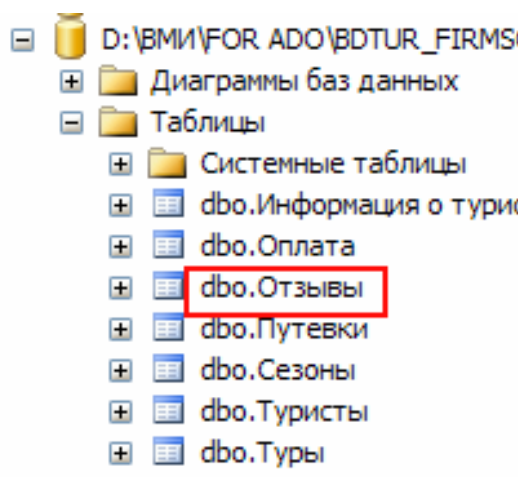 D:\ВМИ\FOR ADO\BDTUR_FIRMS
Диаграммы баз данных
Таблицы
Системные таблицы
dbo.Информация о тури
dbo.Оплата
dbo.Отзывы
dbo.Путевки
dbo.Сезоны
dbo.Туристы
dbo.Туры